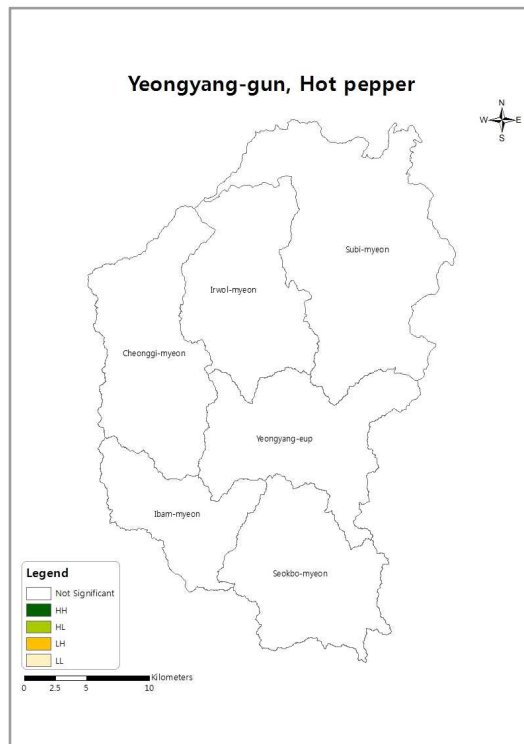 Yeongyang-gun, Hot pepper
N
W E
S
Subi-myeon
Irwol-myeon
Cheonggi-myeon
Yeongyang-eup
Ibam-myeon
Seokbo-myeon
Legend
Not Significant
HH
HL
LH
LL
Kilometers
0 2.5 5 10